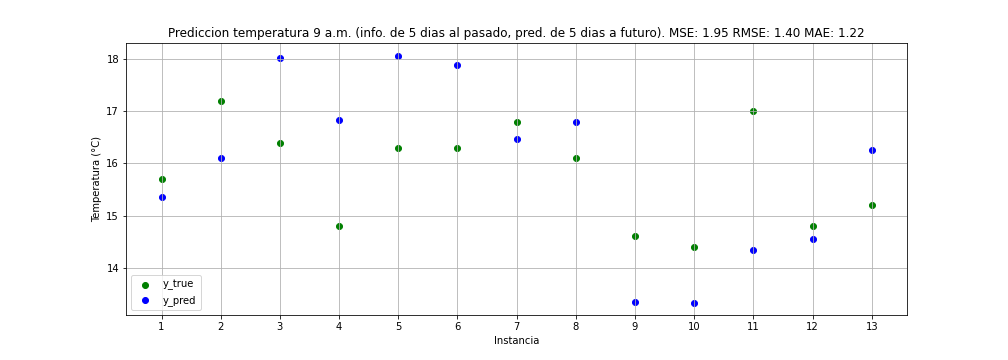 Prediccion temperatura 9 a.m. (info. de 5 dias al pasado, pred. de 5 dias a futuro). MSE: 1.95 RMSE: 1.40 MAE: 1.22
Temperatura (°C)
18
17
16
15
14
y_true
y_pred
1 2 3 4 5 6 7 8 9 10 11 12 13
Instancia